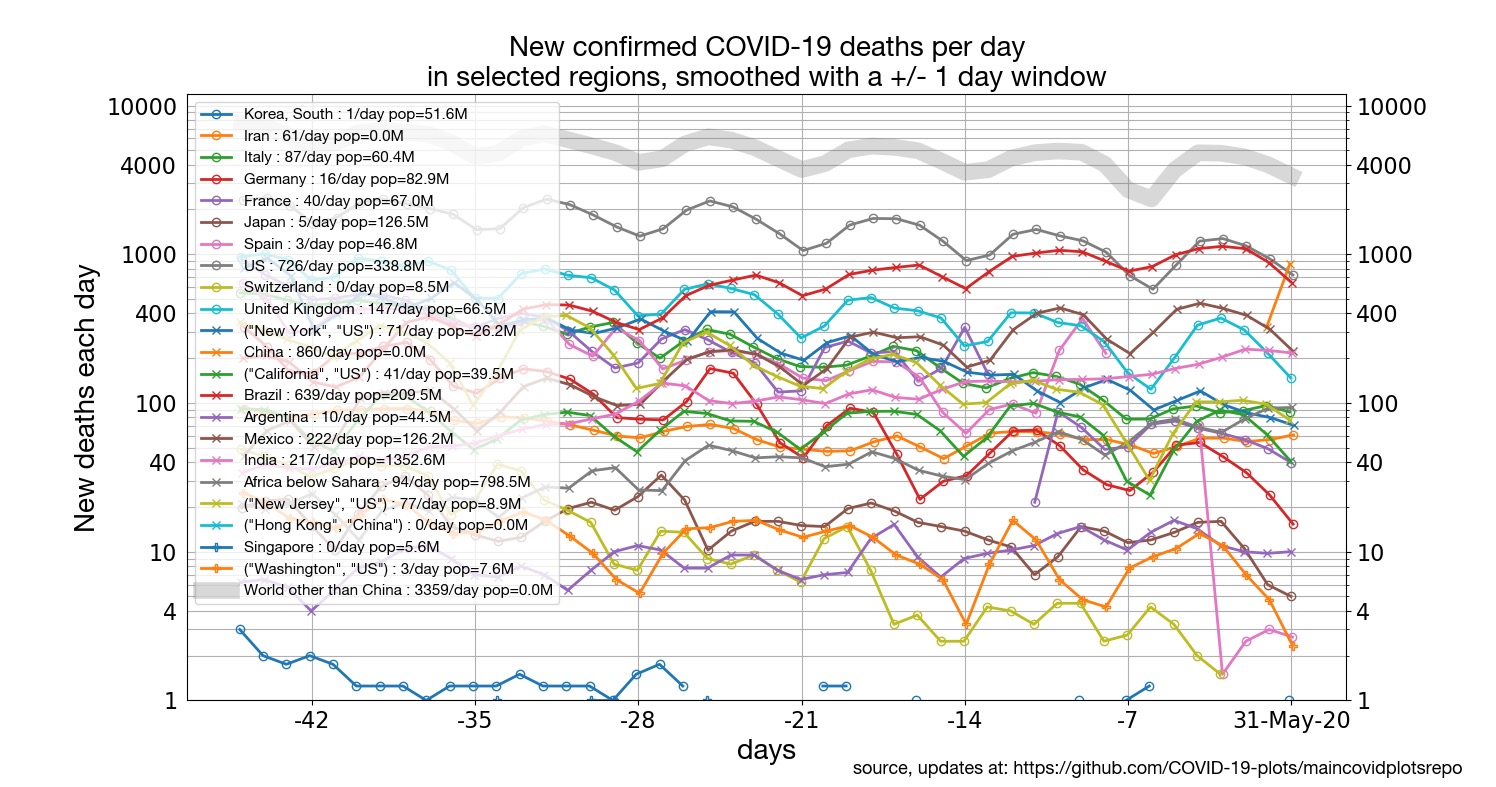 New confirmed COVID-19 deaths per day
in selected regions, smoothed with a +/- 1 day window
New deaths each day
10000
4000
1000
400
100
40
10
4
1
Korea, South : 1/day pop=51.6M
Iran : 61/day pop=0.0M
Italy : 87/day pop=60.4M
Germany : 16/day pop=82.9M
France : 40/day pop=67.0M
Japan : 5/day pop=126.5M
Spain : 3/day pop=46.8M
US : 726/day pop=338.8M
Switzerland : 0/day pop=8.5M
United Kingdom : 147/day pop=66.5M
("New York", "US") : 71/day pop=26.2M
China : 860/day pop=0.0M
("California", "US") : 41/day pop=39.5M
Brazil : 639/day pop=209.5M
Argentina : 10/day pop=44.5M
Mexico : 222/day pop=126.2M
India : 217/day pop=1352.6M
Africa below Sahara : 94/day pop=798.5M
("New Jersey", "US") : 77/day pop=8.9M
("Hong Kong", "China") : 0/day pop=0.0M
Singapore : 0/day pop=5.6M
("Washington", "US") : 3/day pop=7.6M
World other than China : 3359/day pop=0.0M
10000
4000
1000
400
100
40
10
4
1
-42 -35 -28 -21 -14 -7 31-May-20
days
source, updates at: https://github.com/COVID-19-plots/maincovidplotsrepo